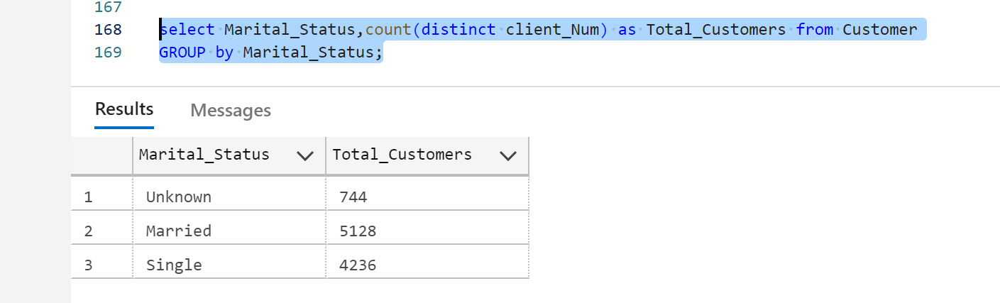 167
168 select Marital_Status,count(distinct client_Num) as Total_Customers from Customer
169 GROUP by Marital_Status;
Results Messages
Marital_Status Total_Customers
1 Unknown 744
2 Married 5128
3 Single 4236